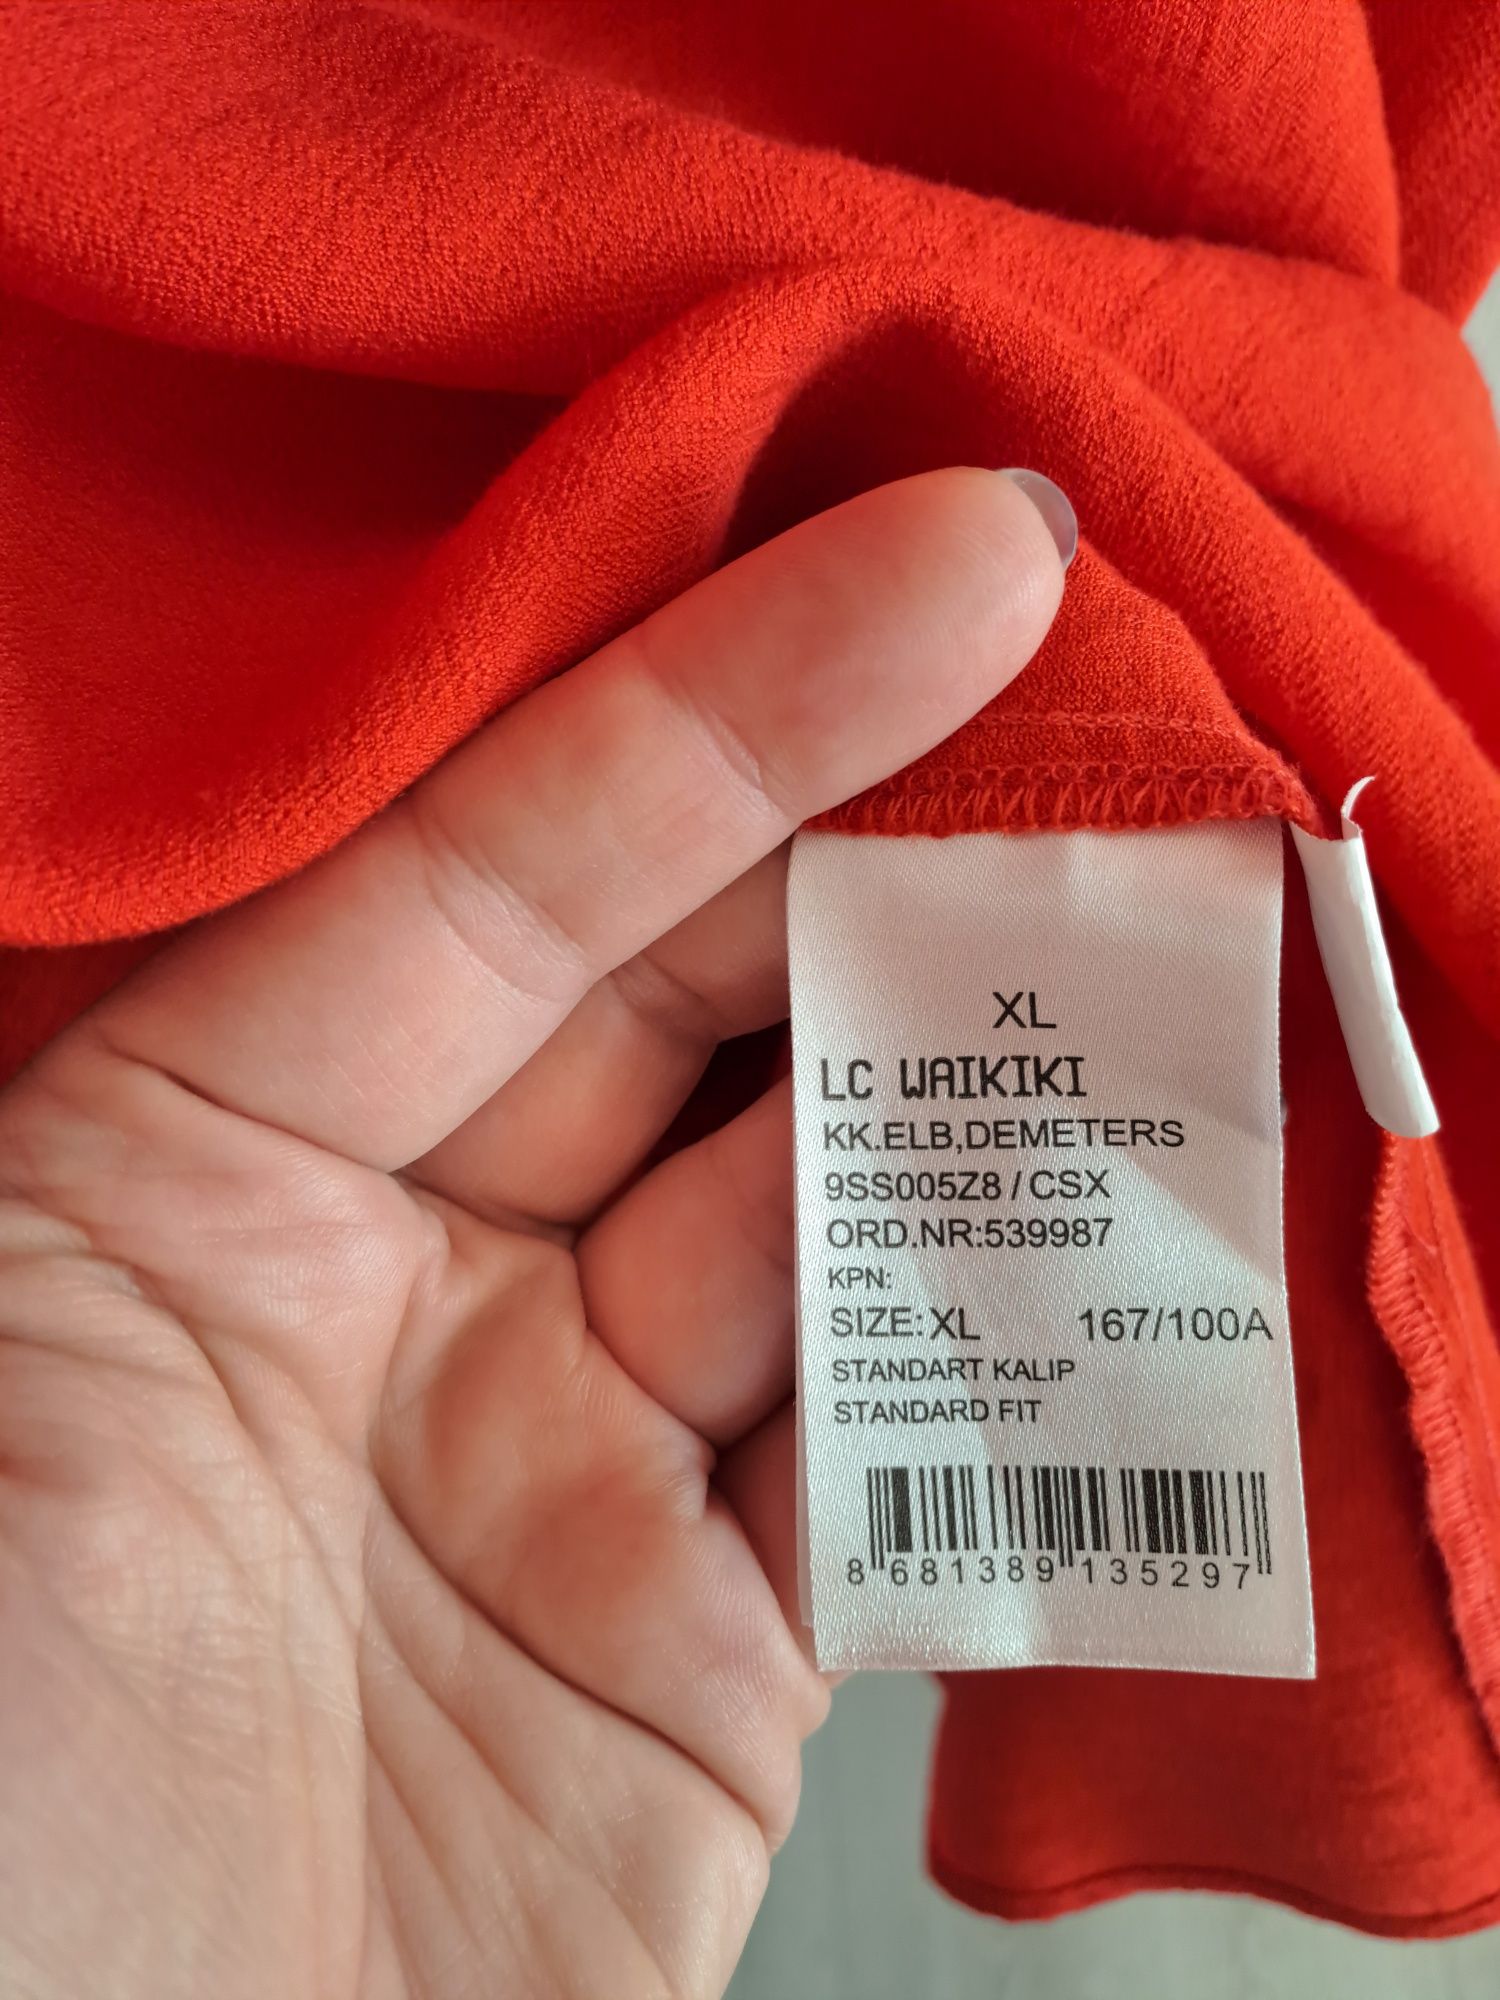 XL
LC WAIKIKI
KK.ELB,DEMETERS
9SS005Z8 / CSX
ORD.NR:539987
KPN:
SIZE: XL 167/100A
STANDART KALIP
STANDARD FIT
8 681389 135297